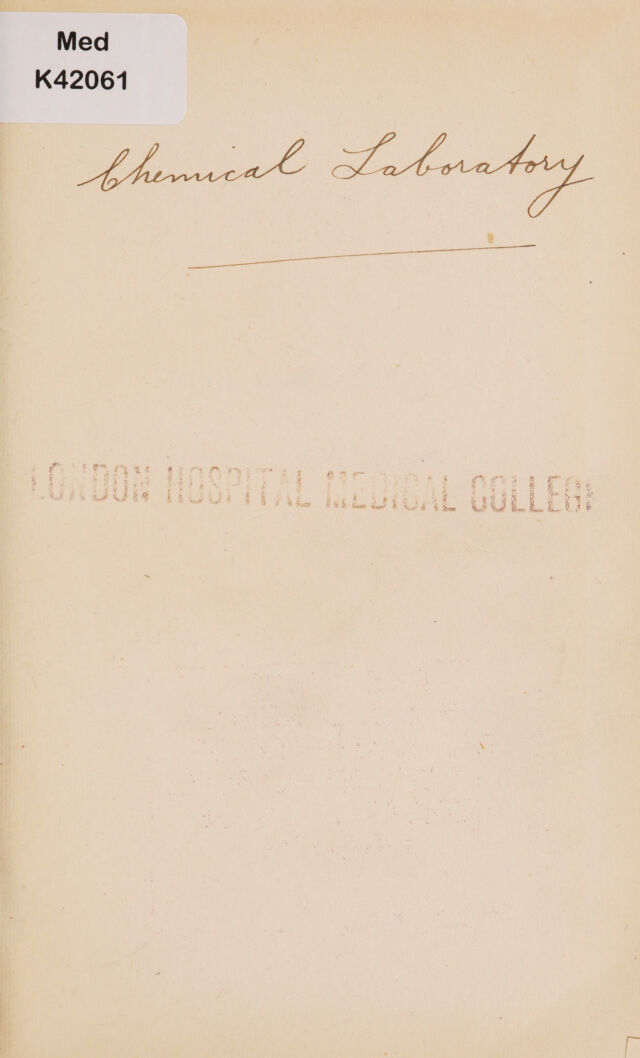 Med
K42061
Chemical Laboratory
LONDON HOSPITAL MEDICAL COLLEGE